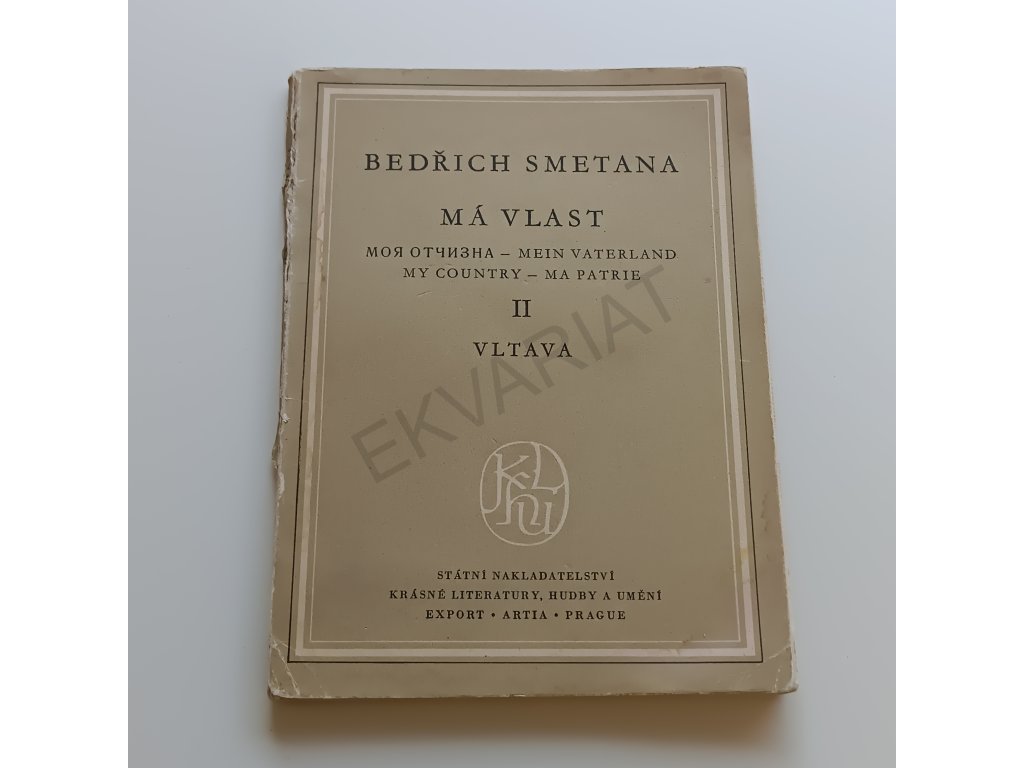 BEDŘICH SMETANA
MÁ VLAST
МОЯ ОТЧИЗНА – MEIN VATERLAND
MY COUNTRY – MA PATRIE
II
VLTAVA
EKVARIAT
STÁTNÍ NAKLADATELSTVÍ
KRÁSNÉ LITERATURY, HUDBY A UMĚNÍ
EXPORT • ARTIA • PRAGUE